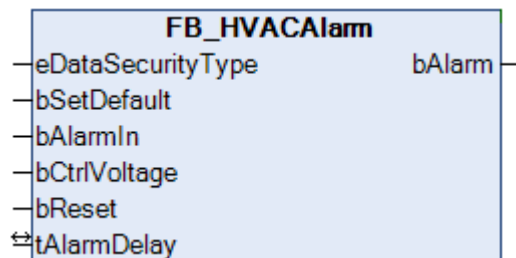 FB_HVACAlarm
eDataSecurityType bAlarm
bSetDefault
bAlarmIn
bCtrlVoltage
bReset
tAlarmDelay